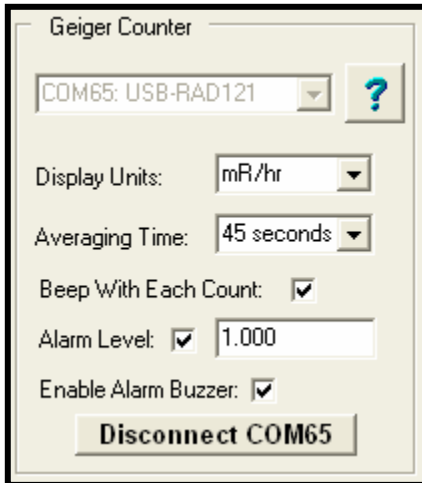 Geiger Counter
COM65: USB-RAD121
?
Display Units: mR/hr
Averaging Time: 45 seconds
Beep With Each Count:
Alarm Level: 1.000
Enable Alarm Buzzer:
Disconnect COM65